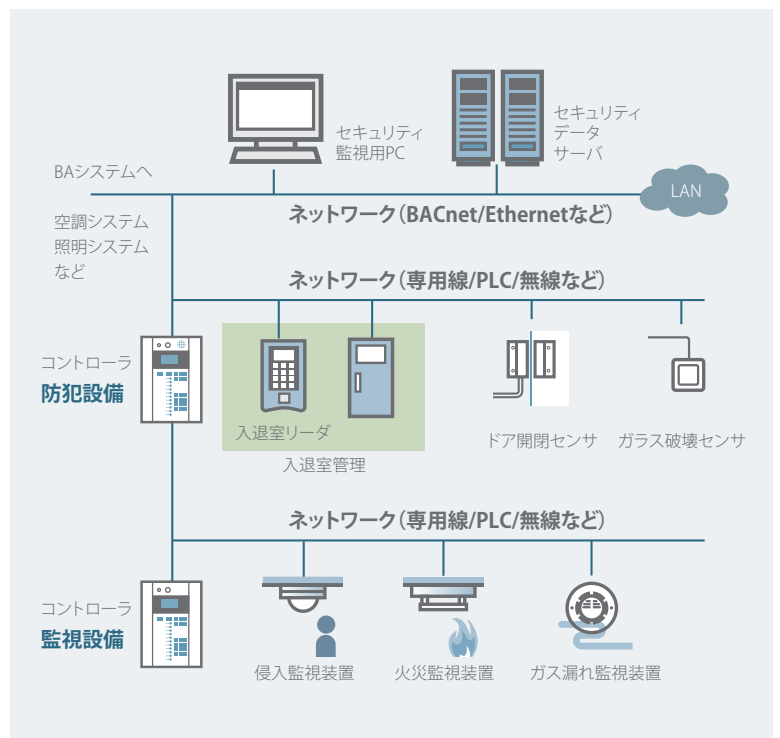 セキュリティ
監視用PC
セキュリティ
データ
サーバ
BAシステムへ
LAN
ネットワーク（BACnet/Ethernetなど）
空調システム
照明システム
など
ネットワーク（専用線/PLC/無線など）
コントローラ
防犯設備
入退室リーダ
入退室管理
ドア開閉センサ
ガラス破壊センサ
ネットワーク（専用線/PLC/無線など）
コントローラ
監視設備
侵入監視装置
火災監視装置
ガス漏れ監視装置